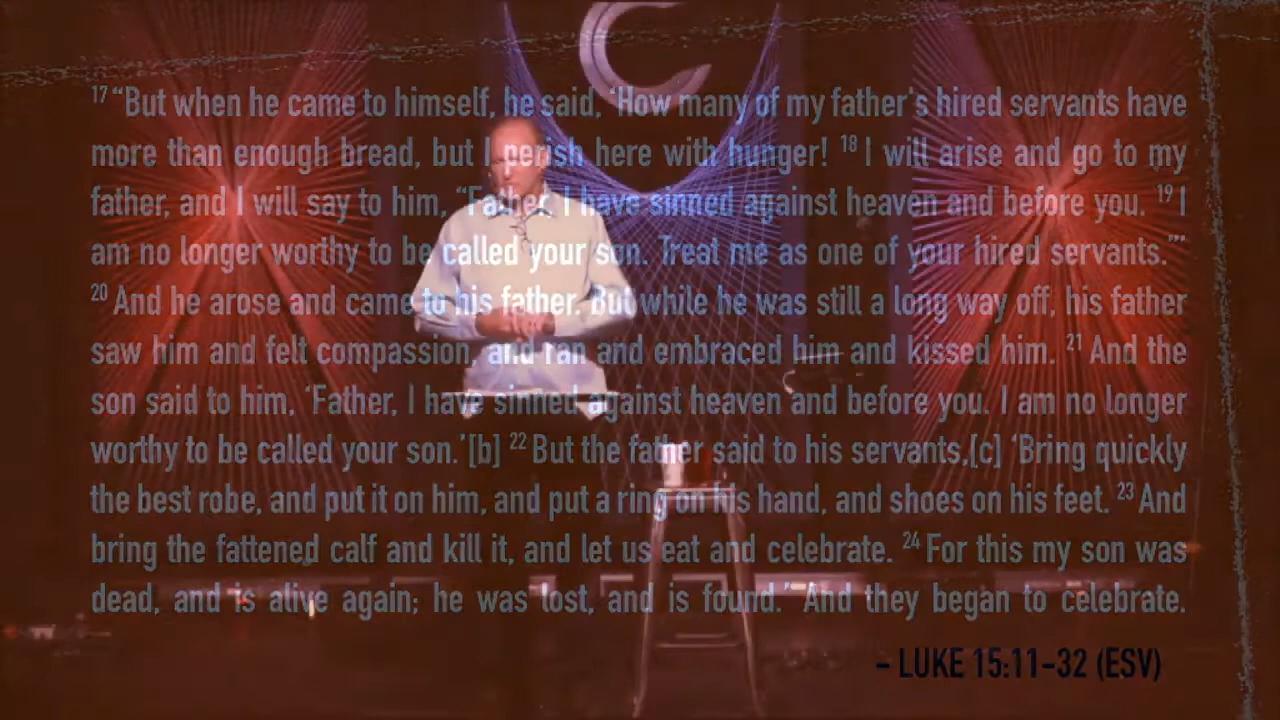 17 “But when he came to himself, he said, ‘How many of my father's hired servants have
more than enough bread, but I perish here with hunger! 18 I will arise and go to my
father, and I will say to him, “Father, I have sinned against heaven and before you. 19 I
am no longer worthy to be called your son. Treat me as one of your hired servants.”’
20 And he arose and came to his father. But while he was still a long way off, his father
saw him and felt compassion, and ran and embraced him and kissed him. 21 And the
son said to him, ‘Father, I have sinned against heaven and before you. I am no longer
worthy to be called your son.’[b] 22 But the father said to his servants,[c] ‘Bring quickly
the best robe, and put it on him, and put a ring on his hand, and shoes on his feet. 23 And
bring the fattened calf and kill it, and let us eat and celebrate. 24 For this my son was
dead, and is alive again; he was lost, and is found.’ And they began to celebrate.
– LUKE 15:11–32 (ESV)